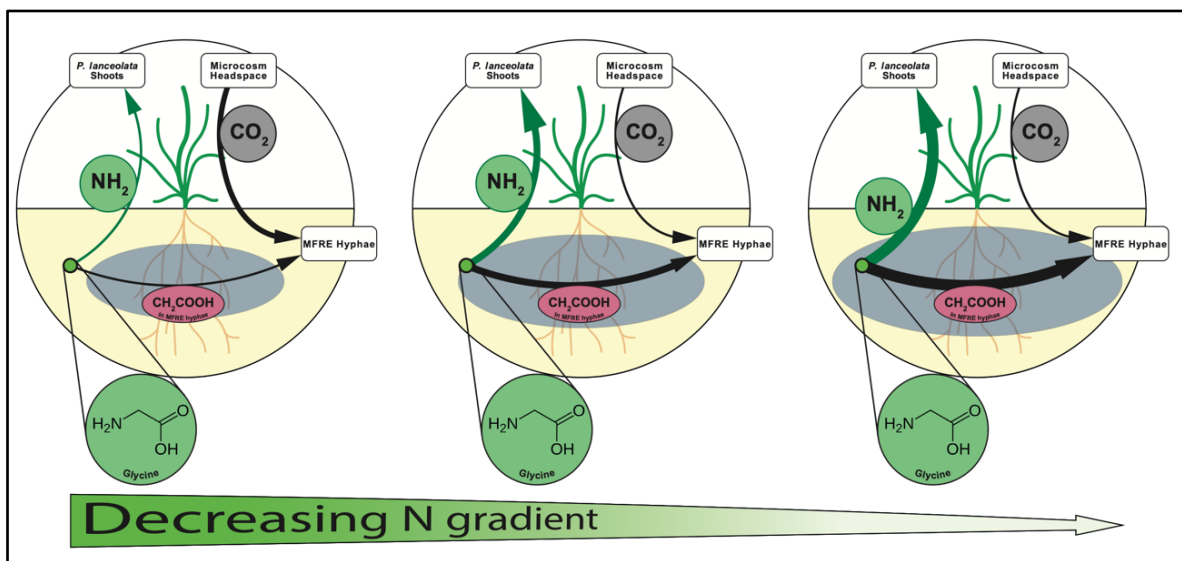 P. lanceolata
Shoots
Microcosm
Headspace
CO2
NH2
MFRE Hyphae
CH2COOH
In MFRE hyphae
H2N
O
OH
Glycine
P. lanceolata
Shoots
Microcosm
Headspace
CO2
NH2
MFRE Hyphae
CH2COOH
In MFRE hyphae
H2N
O
OH
Glycine
P. lanceolata
Shoots
Microcosm
Headspace
CO2
NH2
MFRE Hyphae
CH2COOH
In MFRE hyphae
H2N
O
OH
Glycine
Decreasing N gradient